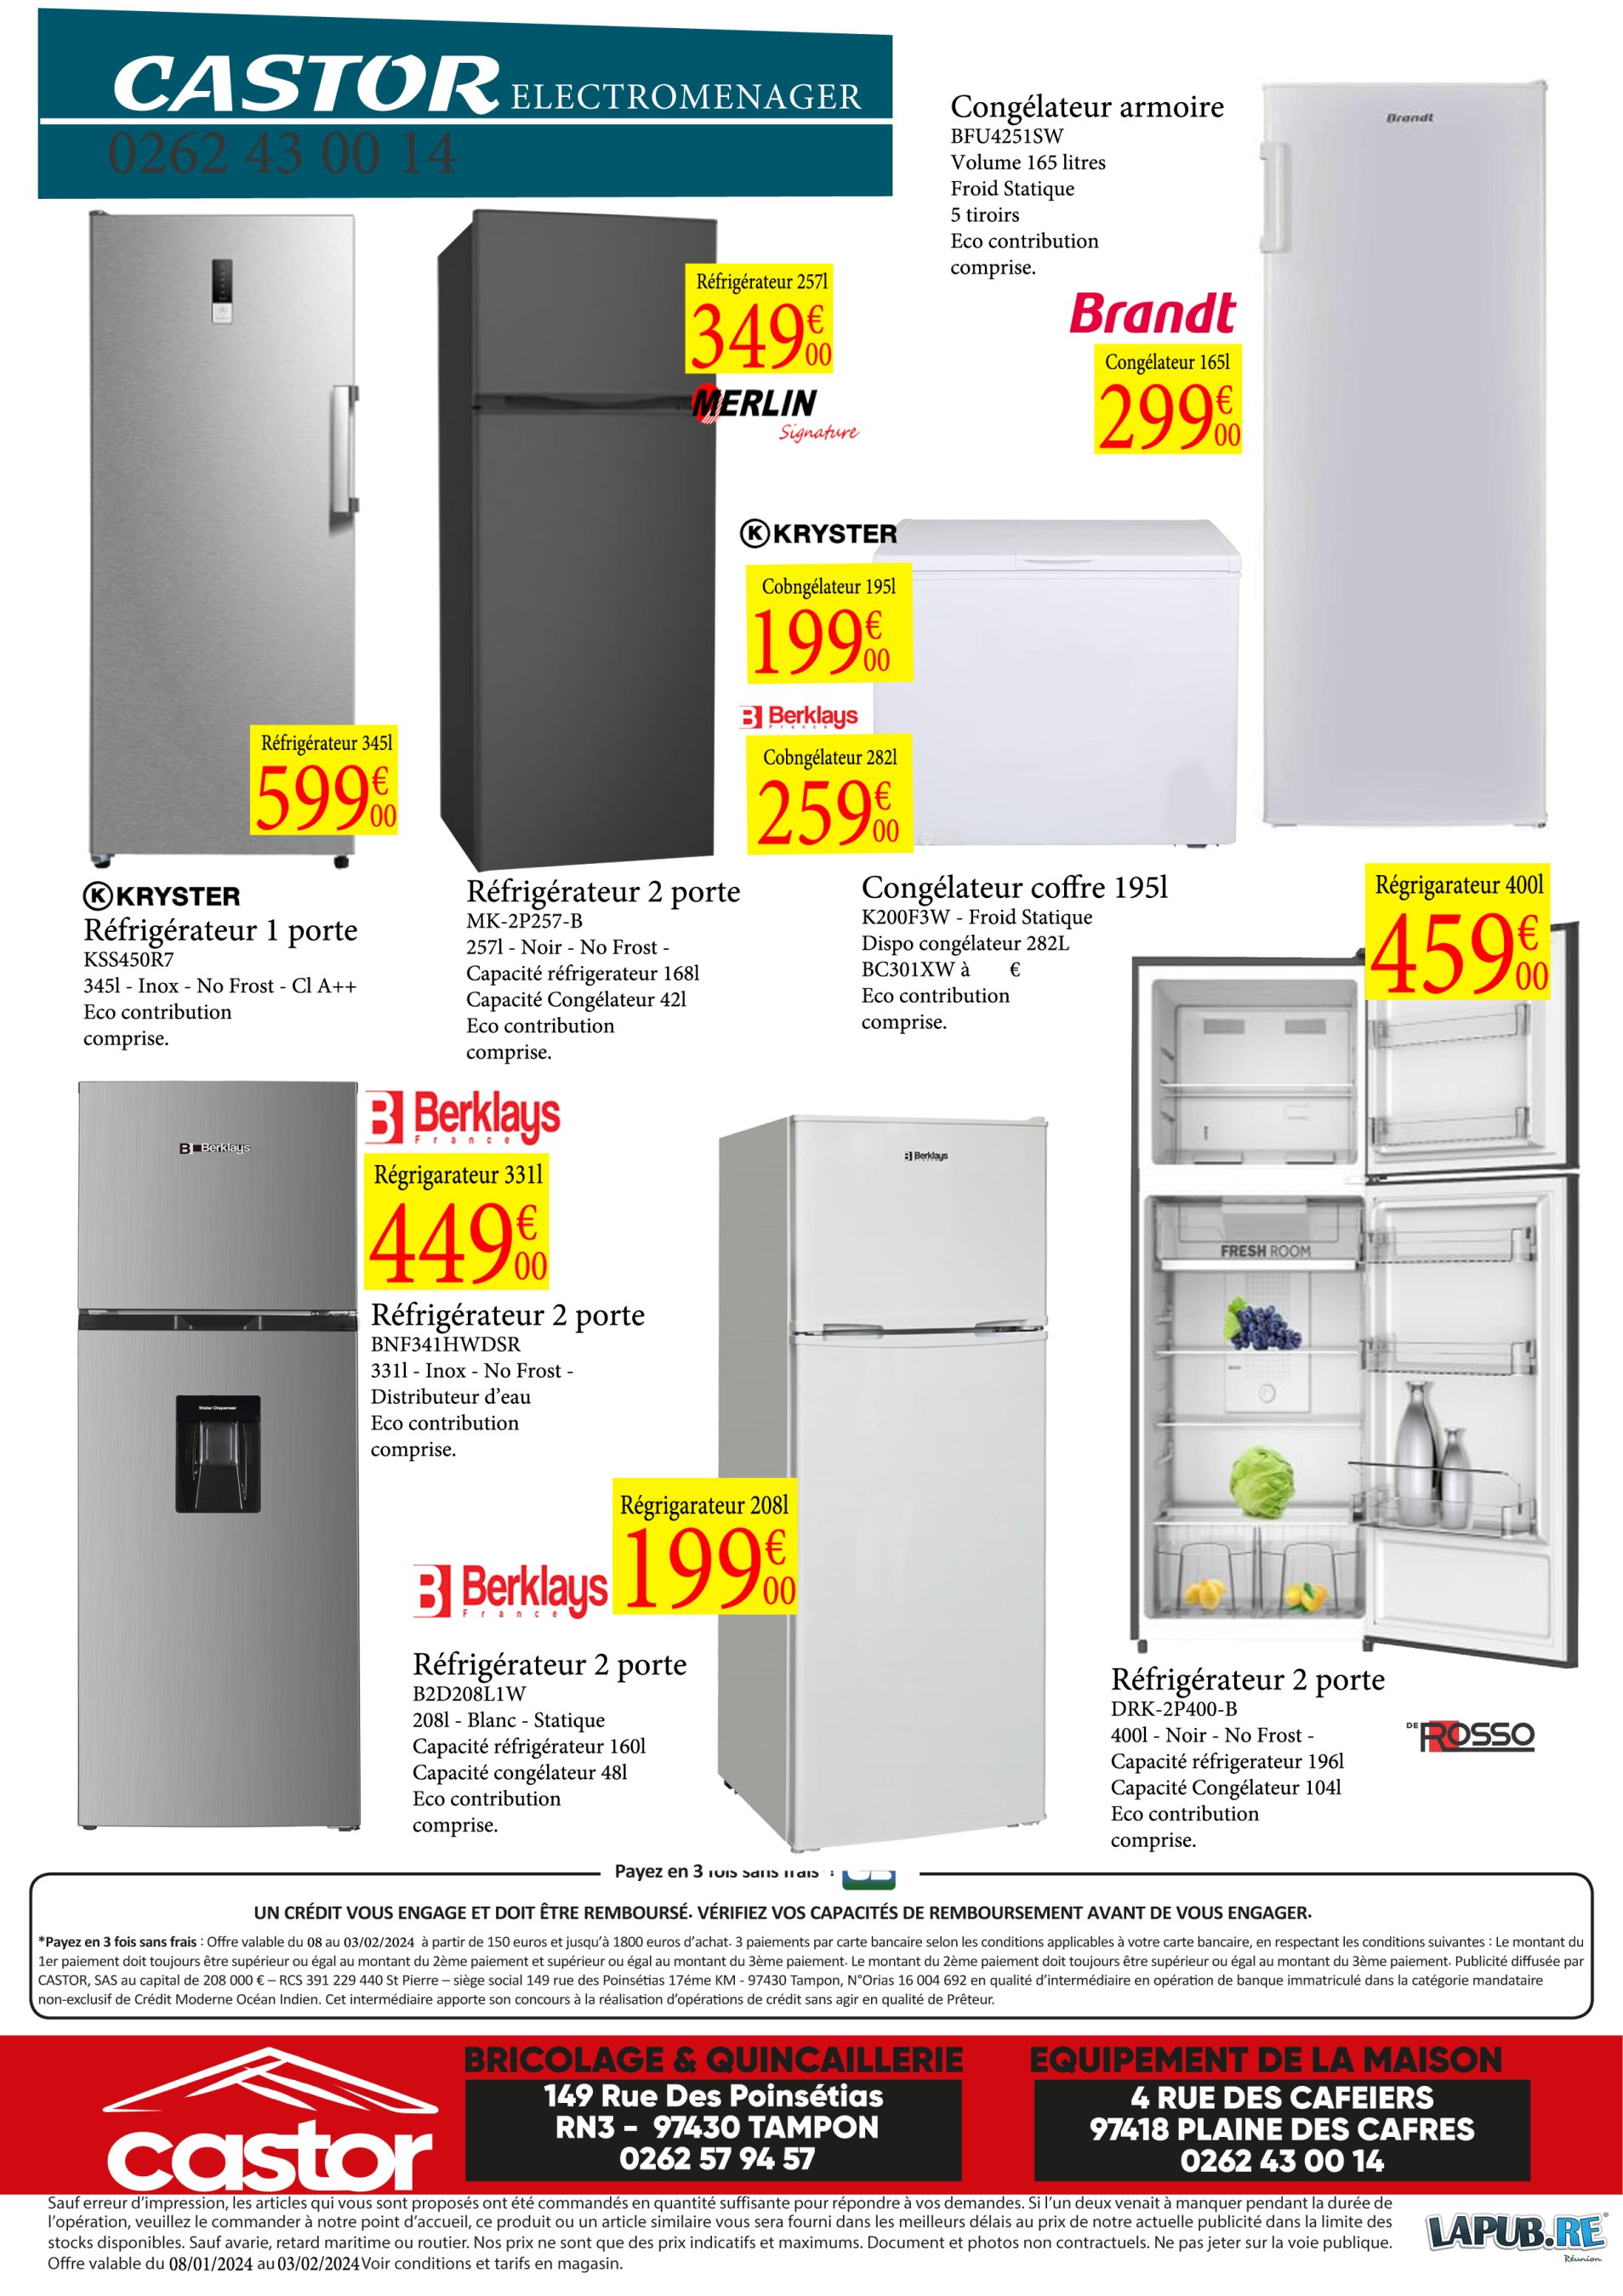 CASTOR ELECTROMENAGER
0262 43 00 14
Congélateur armoire
BFU4251SW
Volume 165 litres
Froid Statique
5 tiroirs
Eco contribution
comprise.
Brandt
Brandt
Congélateur 165l
299€00
Réfrigérateur 257l
349€00
MERLIN
Signature
KRYSTER
Cobngélateur 195l
199€00
Berklays
France
Cobngélateur 282l
259€00
Réfrigérateur 345l
599€00
KRYSTER
Réfrigérateur 1 porte
KSS450R7
345l - Inox - No Frost - Cl A++
Eco contribution
comprise.
Réfrigérateur 2 porte
MK-2P257-B
257l - Noir - No Frost -
Capacité réfrigerateur 168l
Capacité Congélateur 42l
Eco contribution
comprise.
Congélateur coffre 195l
K200F3W - Froid Statique
Dispo congélateur 282L
BC301XW à €
Eco contribution
comprise.
Régrigarateur 400l
459€00
FRESH ROOM
Berklays
Water Dispenser
Berklays
France
Régrigarateur 331l
449€00
Réfrigérateur 2 porte
BNF341HWDSR
331l - Inox - No Frost -
Distributeur d’eau
Eco contribution
comprise.
Berklays
Régrigarateur 208l
199€00
Berklays
France
Réfrigérateur 2 porte
B2D208L1W
208l - Blanc - Statique
Capacité réfrigérateur 160l
Capacité congélateur 48l
Eco contribution
comprise.
Réfrigérateur 2 porte
DRK-2P400-B
400l - Noir - No Frost -
Capacité réfrigerateur 196l
Capacité Congélateur 104l
Eco contribution
comprise.
DE ROSSO
Payez en 3 fois sans frais* : CB
UN CRÉDIT VOUS ENGAGE ET DOIT ÊTRE REMBOURSÉ. VÉRIFIEZ VOS CAPACITÉS DE REMBOURSEMENT AVANT DE VOUS ENGAGER.
*Payez en 3 fois sans frais : Offre valable du 08 au 03/02/2024 à partir de 150 euros et jusqu’à 1800 euros d’achat. 3 paiements par carte bancaire selon les conditions applicables à votre carte bancaire, en respectant les conditions suivantes : Le montant du
1er paiement doit toujours être supérieur ou égal au montant du 2ème paiement et supérieur ou égal au montant du 3ème paiement. Le montant du 2ème paiement doit toujours être supérieur ou égal au montant du 3ème paiement. Publicité diffusée par
CASTOR, SAS au capital de 208 000 € – RCS 391 229 440 St Pierre – siège social 149 rue des Poinsétias 17éme KM - 97430 Tampon, N°Orias 16 004 692 en qualité d’intermédiaire en opération de banque immatriculé dans la catégorie mandataire
non-exclusif de Crédit Moderne Océan Indien. Cet intermédiaire apporte son concours à la réalisation d’opérations de crédit sans agir en qualité de Prêteur.
castor
BRICOLAGE & QUINCAILLERIE
149 Rue Des Poinsétias
RN3 - 97430 TAMPON
0262 57 94 57
EQUIPEMENT DE LA MAISON
4 RUE DES CAFEIERS
97418 PLAINE DES CAFRES
0262 43 00 14
Sauf erreur d’impression, les articles qui vous sont proposés ont été commandés en quantité suffisante pour répondre à vos demandes. Si l’un deux venait à manquer pendant la durée de
l’opération, veuillez le commander à notre point d’accueil, ce produit ou un article similaire vous sera fourni dans les meilleurs délais au prix de notre actuelle publicité dans la limite des
stocks disponibles. Sauf avarie, retard maritime ou routier. Nos prix ne sont que des prix indicatifs et maximums. Document et photos non contractuels. Ne pas jeter sur la voie publique.
Offre valable du 08/01/2024 au 03/02/2024 Voir conditions et tarifs en magasin.
LAPUB.RE®
Réunion